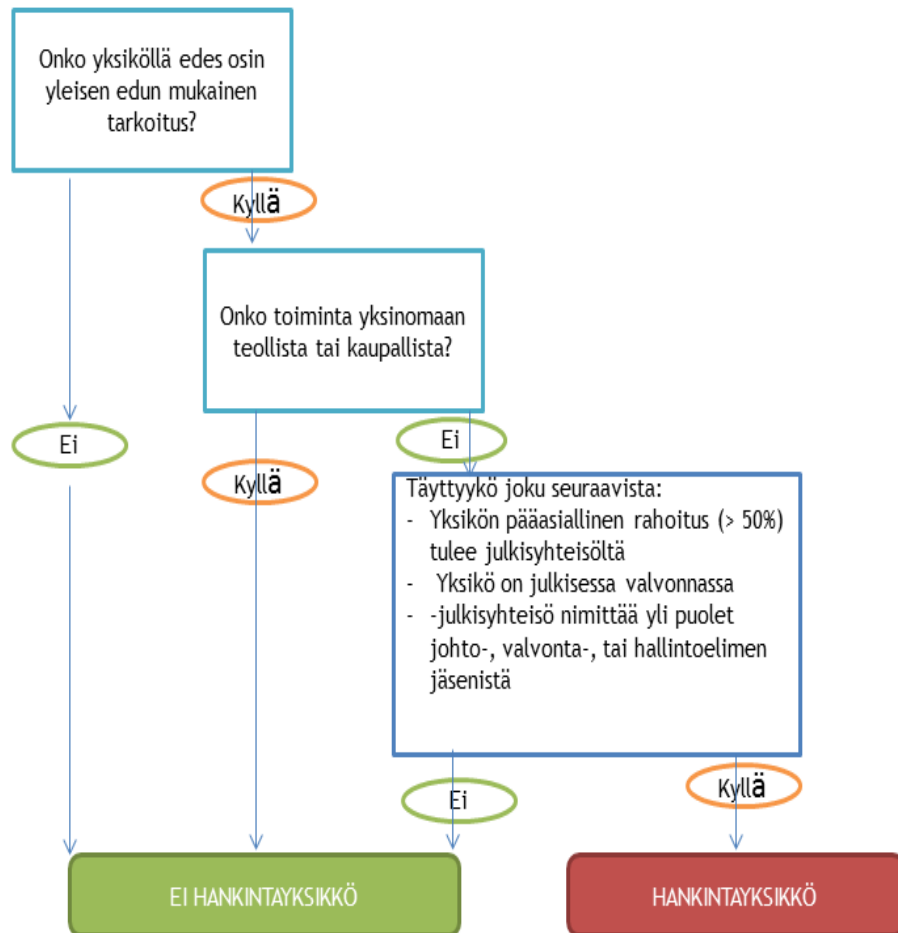 Onko yksiköllä edes osin
yleisen edun mukainen
tarkoitus?
Kyllä
Onko toiminta yksinomaan
teollista tai kaupallista?
Ei
Ei
Kyllä
Täyttyykö joku seuraavista:
- Yksikön pääasiallinen rahoitus (> 50%)
tulee julkisyhteisöltä
- Yksikö on julkisessa valvonnassa
- -julkisyhteisö nimittää yli puolet
johto-, valvonta-, tai hallintoelimen
jäsenistä
Ei
Kyllä
EI HANKINTAYKSIKKÖ
HANKINTAYKSIKKÖ